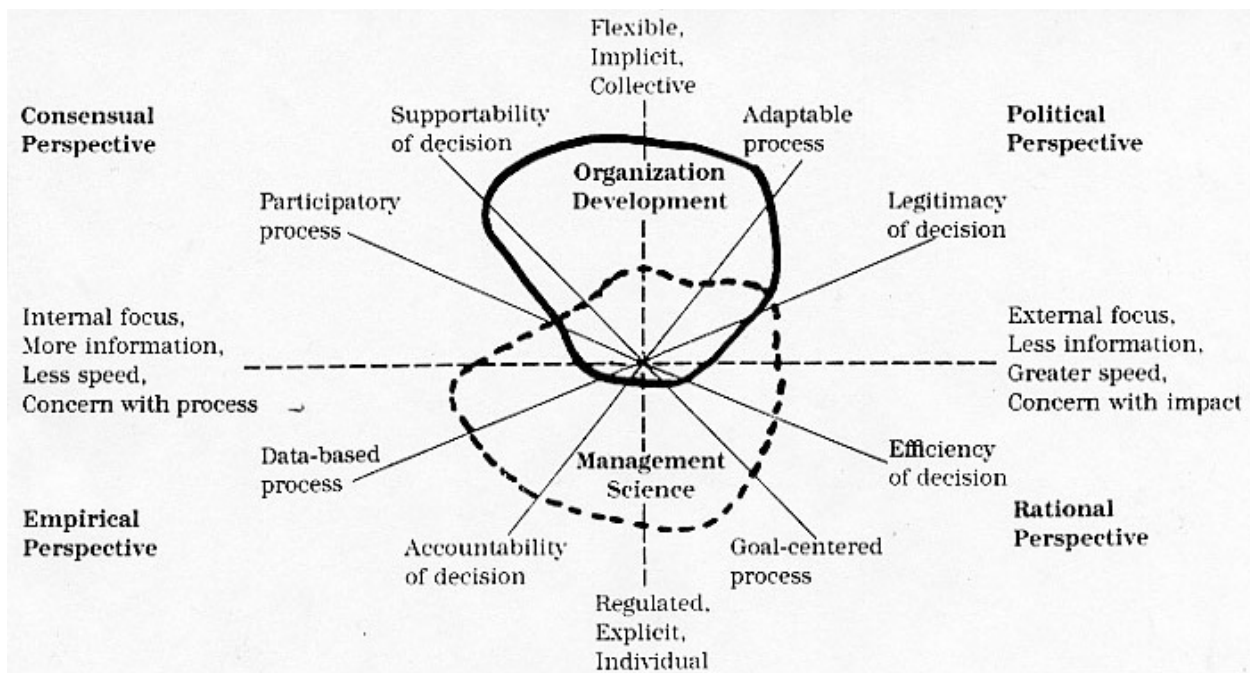 Flexible,
Implicit,
Collective
Consensual
Perspective
Supportability
of decision
Adaptable
process
Political
Perspective
Organization
Development
Participatory
process
Legitimacy
of decision
Internal focus,
More information,
Less speed,
Concern with process
External focus,
Less information,
Greater speed,
Concern with impact
Data-based
process
Management
Science
Efficiency
of decision
Empirical
Perspective
Accountability
of decision
Goal-centered
process
Rational
Perspective
Regulated,
Explicit,
Individual